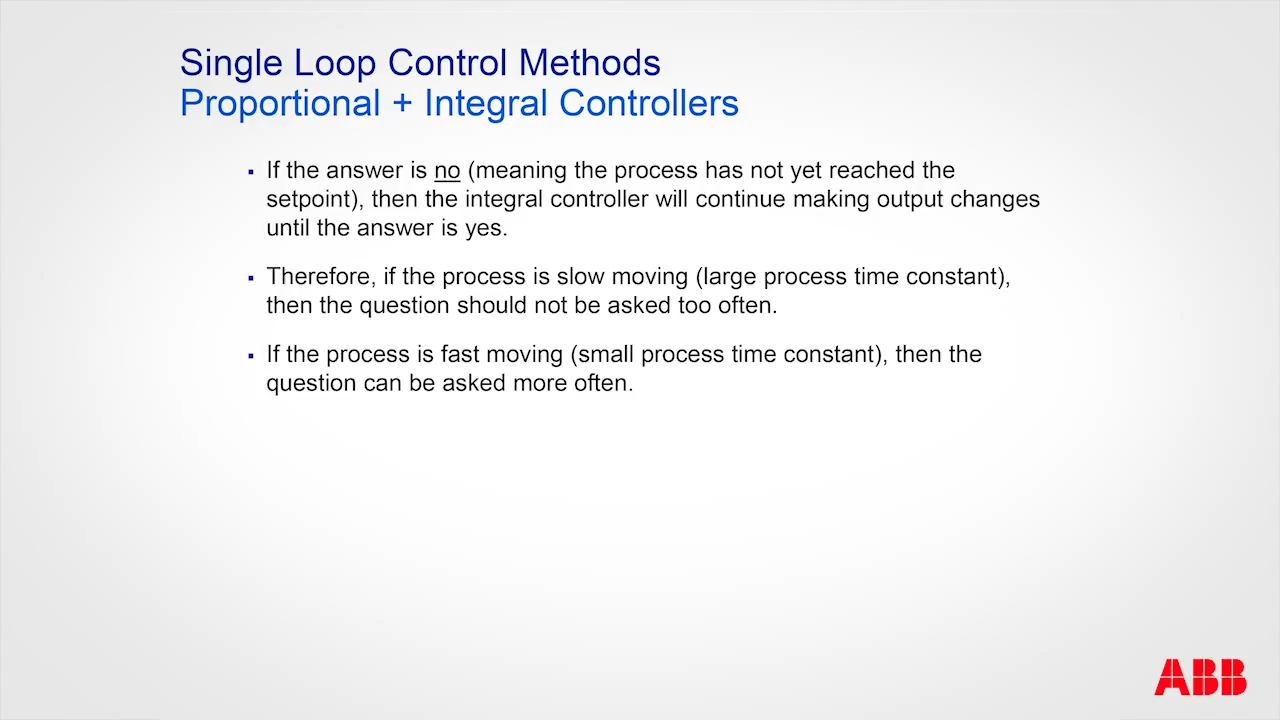 Single Loop Control Methods
Proportional + Integral Controllers
▪ If the answer is no (meaning the process has not yet reached the
setpoint), then the integral controller will continue making output changes
until the answer is yes.
▪ Therefore, if the process is slow moving (large process time constant),
then the question should not be asked too often.
▪ If the process is fast moving (small process time constant), then the
question can be asked more often.
ABB